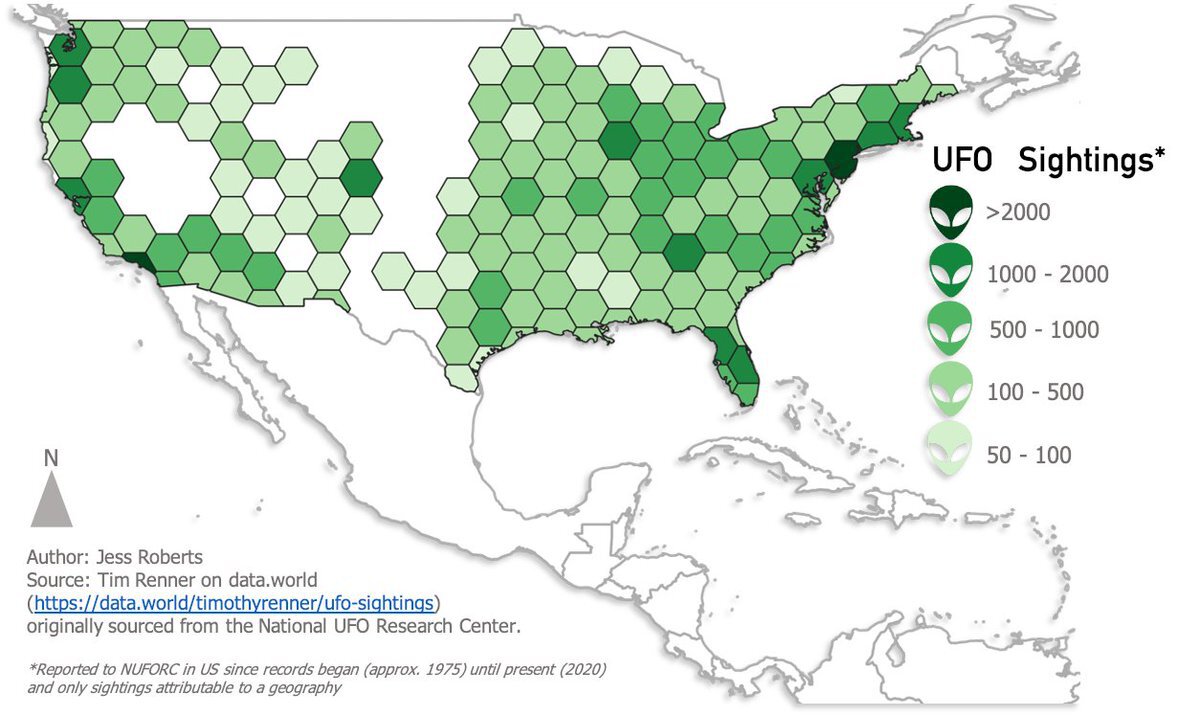 UFO Sightings*
>2000
1000 - 2000
500 - 1000
100 - 500
50 - 100
N
Author: Jess Roberts
Source: Tim Renner on data.world
(https://data.world/timothyrenner/ufo-sightings)
originally sourced from the National UFO Research Center.
*Reported to NUFORC in US since records began (approx. 1975) until present (2020)
and only sightings attributable to a geography